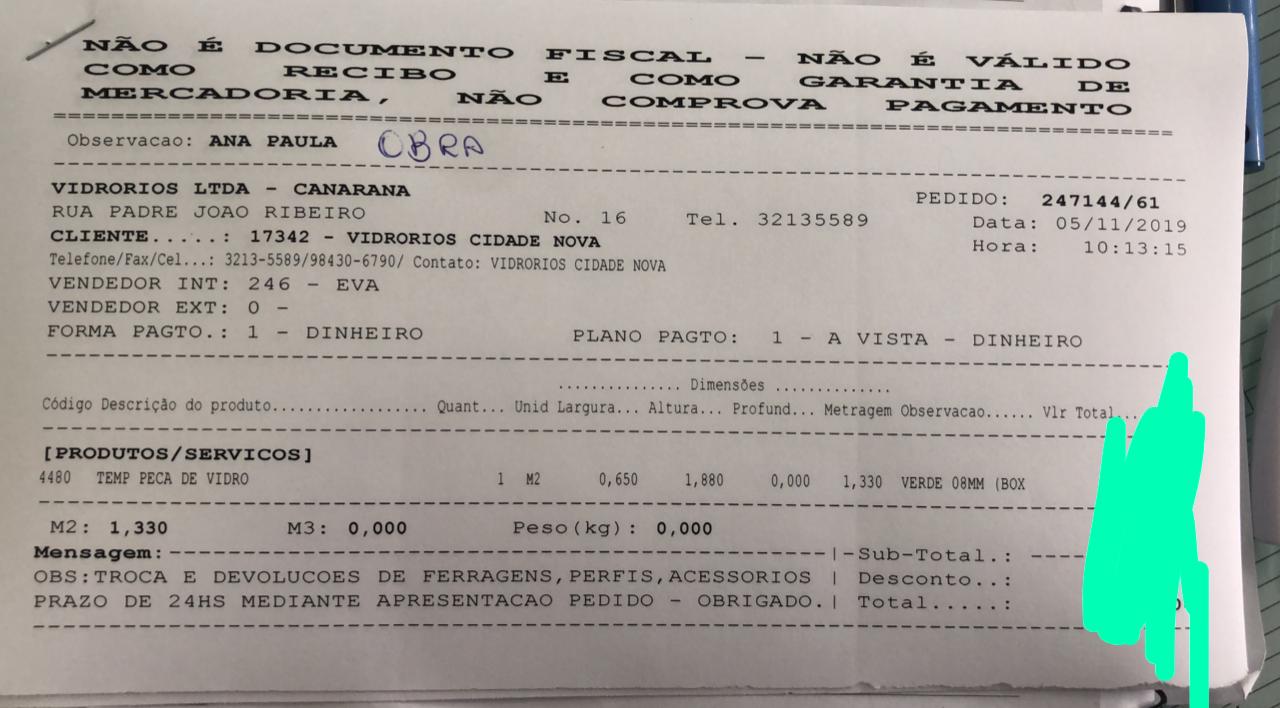 NÃO É DOCUMENTO FISCAL - NÃO É VÁLIDO
COMO RECIBO E COMO GARANTIA DE
MERCADORIA, NÃO COMPROVA PAGAMENTO
Observacao: ANA PAULA OBRA
VIDRORIOS LTDA - CANARANA PEDIDO: 247144/61
RUA PADRE JOAO RIBEIRO No. 16 Tel. 32135589 Data: 05/11/2019
CLIENTE.....: 17342 - VIDRORIOS CIDADE NOVA Hora: 10:13:15
Telefone/Fax/Cel...: 3213-5589/98430-6790/ Contato: VIDRORIOS CIDADE NOVA
VENDEDOR INT: 246 - EVA
VENDEDOR EXT: 0 -
FORMA PAGTO.: 1 - DINHEIRO PLANO PAGTO: 1 - A VISTA - DINHEIRO
............... Dimensões ..............
Código Descrição do produto................. Quant... Unid Largura... Altura... Profund... Metragem Observacao...... Vlr Total...
[PRODUTOS/SERVICOS]
4480 TEMP PECA DE VIDRO 1 M2 0,650 1,880 0,000 1,330 VERDE 08MM (BOX
M2: 1,330 M3: 0,000 Peso(kg): 0,000
Mensagem:---------------------------------------|-Sub-Total.:
OBS:TROCA E DEVOLUCOES DE FERRAGENS,PERFIS,ACESSORIOS | Desconto..:
PRAZO DE 24HS MEDIANTE APRESENTACAO PEDIDO - OBRIGADO.| Total.....: